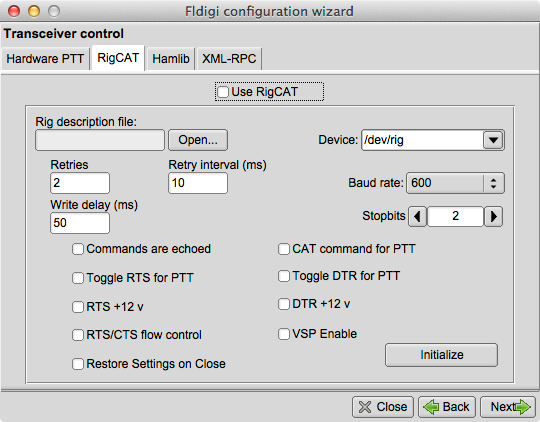 Fldigi configuration wizard
Transceiver control
Hardware PTT RigCAT Hamlib XML-RPC
Use RigCAT
Rig description file:
Open... Device: /dev/rig
Retries Retry interval (ms)
2 10 Baud rate: 600
Write delay (ms)
50 Stopbits 2
Commands are echoed CAT command for PTT
Toggle RTS for PTT Toggle DTR for PTT
RTS +12 v DTR +12 v
RTS/CTS flow control VSP Enable
Restore Settings on Close Initialize
Close Back Next